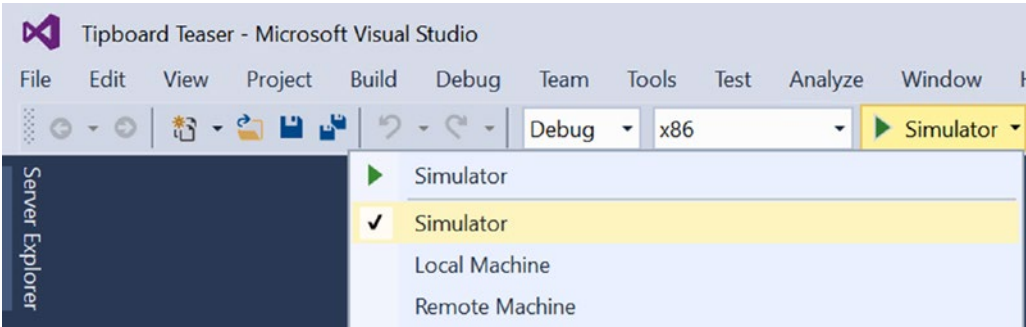 Tipboard Teaser - Microsoft Visual Studio
File Edit View Project Build Debug Team Tools Test Analyze Window
Debug x86 Simulator
Server Explorer
Simulator
Simulator
Local Machine
Remote Machine